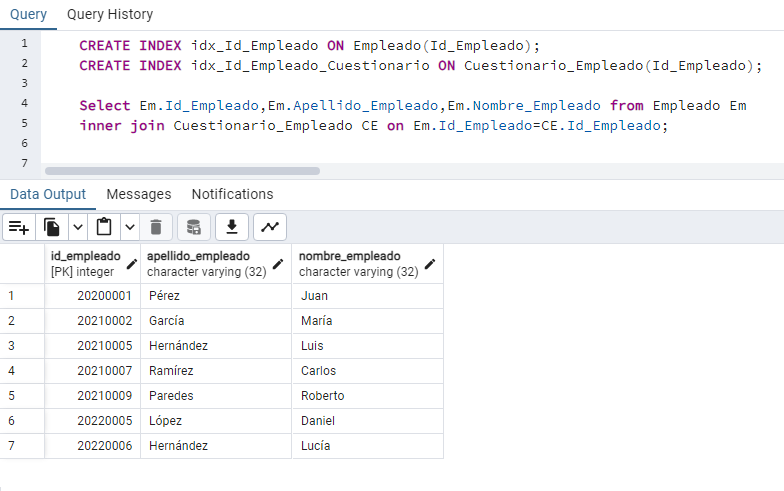 Query Query History
1 CREATE INDEX idx_Id_Empleado ON Empleado(Id_Empleado);
2 CREATE INDEX idx_Id_Empleado_Cuestionario ON Cuestionario_Empleado(Id_Empleado);
3
4 Select Em.Id_Empleado,Em.Apellido_Empleado,Em.Nombre_Empleado from Empleado Em
5 inner join Cuestionario_Empleado CE on Em.Id_Empleado=CE.Id_Empleado;
6
7
Data Output Messages Notifications
id_empleado apellido_empleado nombre_empleado
[PK] integer character varying (32) character varying (32)
1 20200001 Pérez Juan
2 20210002 García María
3 20210005 Hernández Luis
4 20210007 Ramírez Carlos
5 20210009 Paredes Roberto
6 20220005 López Daniel
7 20220006 Hernández Lucía